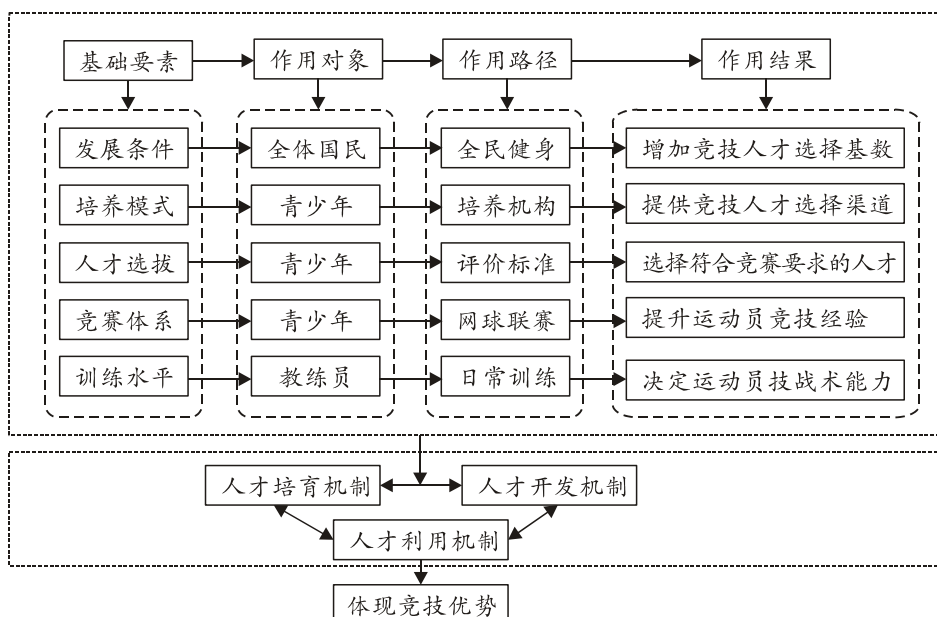 基础要素 作用对象 作用路径 作用结果
发展条件 全体国民 全民健身 增加竞技人才选择基数
培养模式 青少年 培养机构 提供竞技人才选择渠道
人才选拔 青少年 评价标准 选择符合竞赛要求的人才
竞赛体系 青少年 网球联赛 提升运动员竞技经验
训练水平 教练员 日常训练 决定运动员技战术能力
人才培育机制 人才开发机制
人才利用机制
体现竞技优势